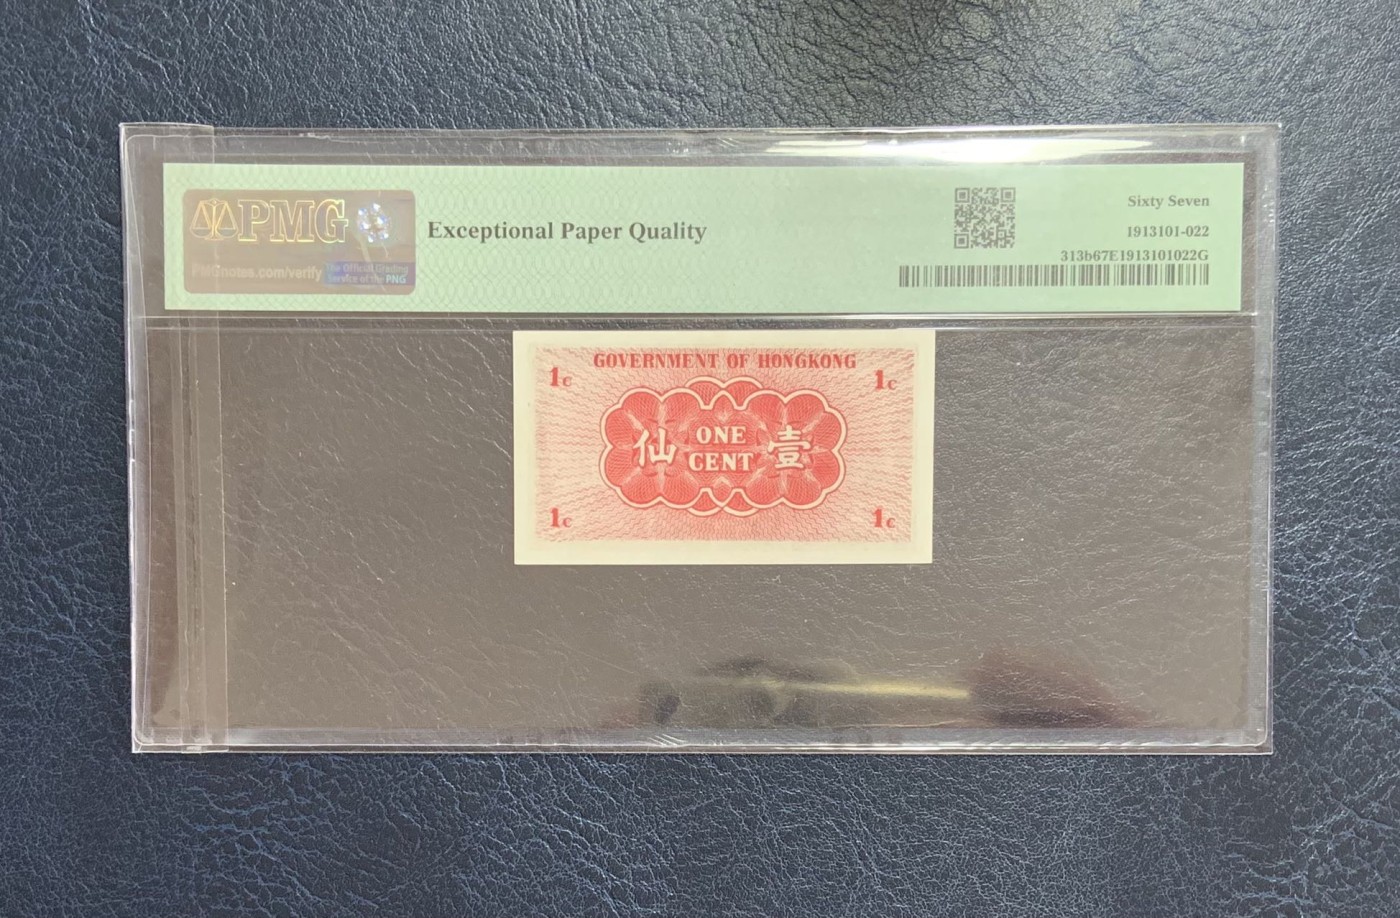 PMG
PMGnotes.com/verify
The Official Grading
Service of the PNG
Exceptional Paper Quality
Sixty Seven
1913101-022
313b67E1913101022G
GOVERNMENT OF HONGKONG
1c
1c
仙
ONE
CENT
壹
1c
1c